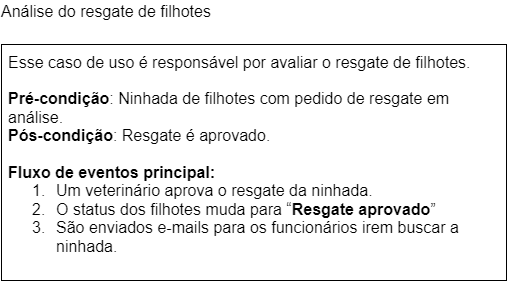 Análise do resgate de filhotes
Esse caso de uso é responsável por avaliar o resgate de filhotes.
Pré-condição: Ninhada de filhotes com pedido de resgate em
análise.
Pós-condição: Resgate é aprovado.
Fluxo de eventos principal:
1. Um veterinário aprova o resgate da ninhada.
2. O status dos filhotes muda para “Resgate aprovado”
3. São enviados e-mails para os funcionários irem buscar a
ninhada.